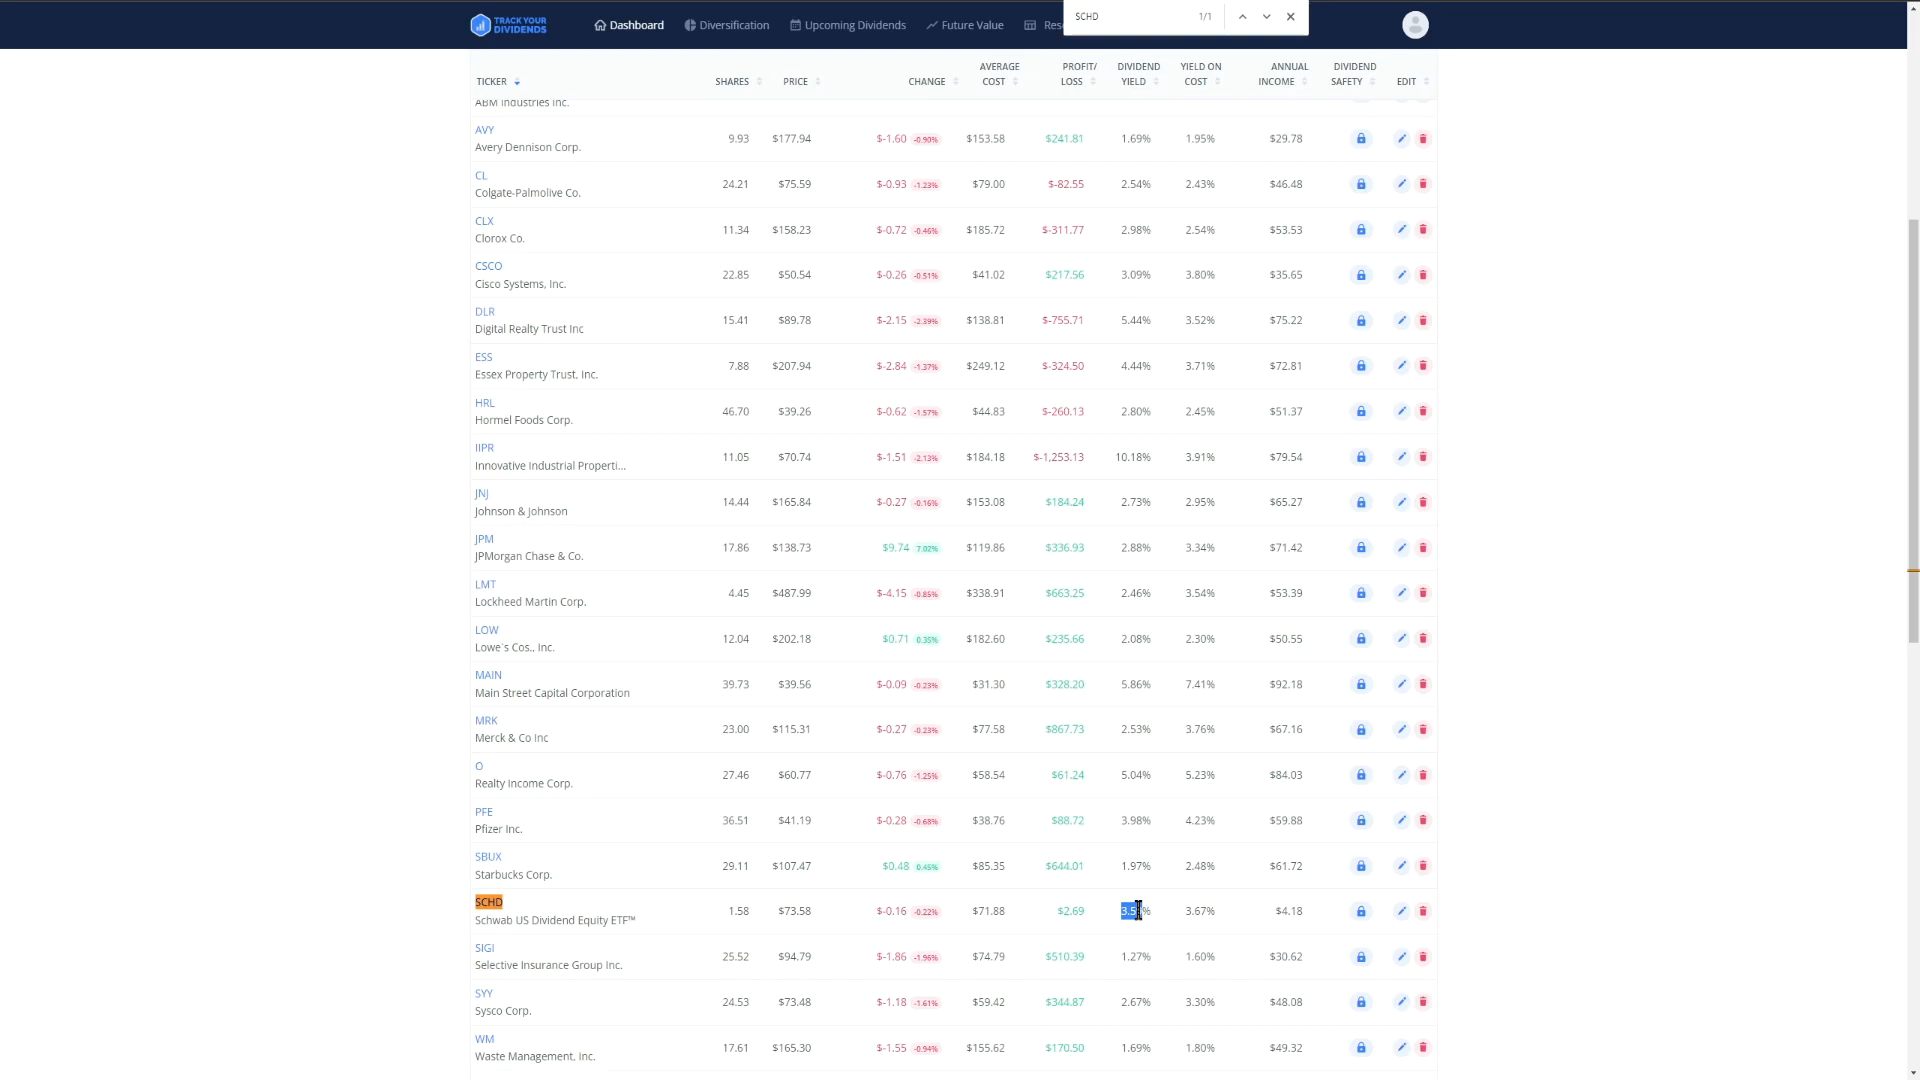 TRACK YOUR DIVIDENDS
Dashboard Diversification Upcoming Dividends Future Value Res
SCHD 1/1
TICKER SHARES PRICE CHANGE AVERAGE COST PROFIT/ LOSS DIVIDEND YIELD YIELD ON COST ANNUAL INCOME DIVIDEND SAFETY EDIT
ABM Industries Inc.
AVY 9.93 $177.94 $-1.60 -0.90% $153.58 $241.81 1.69% 1.95% $29.78
Avery Dennison Corp.
CL 24.21 $75.59 $-0.93 -1.23% $79.00 $-82.55 2.54% 2.43% $46.48
Colgate-Palmolive Co.
CLX 11.34 $158.23 $-0.72 -0.46% $185.72 $-311.77 2.98% 2.54% $53.53
Clorox Co.
CSCO 22.85 $50.54 $-0.26 -0.51% $41.02 $217.56 3.09% 3.80% $35.65
Cisco Systems, Inc.
DLR 15.41 $89.78 $-2.15 -2.39% $138.81 $-755.71 5.44% 3.52% $75.22
Digital Realty Trust Inc
ESS 7.88 $207.94 $-2.84 -1.37% $249.12 $-324.50 4.44% 3.71% $72.81
Essex Property Trust, Inc.
HRL 46.70 $39.26 $-0.62 -1.57% $44.83 $-260.13 2.80% 2.45% $51.37
Hormel Foods Corp.
IIPR 11.05 $70.74 $-1.51 -2.13% $184.18 $-1,253.13 10.18% 3.91% $79.54
Innovative Industrial Properti...
JNJ 14.44 $165.84 $-0.27 -0.16% $153.08 $184.24 2.73% 2.95% $65.27
Johnson & Johnson
JPM 17.86 $138.73 $9.74 7.02% $119.86 $336.93 2.88% 3.34% $71.42
JPMorgan Chase & Co.
LMT 4.45 $487.99 $-4.15 -0.85% $338.91 $663.25 2.46% 3.54% $53.39
Lockheed Martin Corp.
LOW 12.04 $202.18 $0.71 0.35% $182.60 $235.66 2.08% 2.30% $50.55
Lowe's Cos., Inc.
MAIN 39.73 $39.56 $-0.09 -0.23% $31.30 $328.20 5.86% 7.41% $92.18
Main Street Capital Corporation
MRK 23.00 $115.31 $-0.27 -0.23% $77.58 $867.73 2.53% 3.76% $67.16
Merck & Co Inc
O 27.46 $60.77 $-0.76 -1.25% $58.54 $61.24 5.04% 5.23% $84.03
Realty Income Corp.
PFE 36.51 $41.19 $-0.28 -0.68% $38.76 $88.72 3.98% 4.23% $59.88
Pfizer Inc.
SBUX 29.11 $107.47 $0.48 0.45% $85.35 $644.01 1.97% 2.48% $61.72
Starbucks Corp.
SCHD 1.58 $73.58 $-0.16 -0.22% $71.88 $2.69 3.67% $4.18
Schwab US Dividend Equity ETF™
SIGI 25.52 $94.79 $-1.86 -1.96% $74.79 $510.39 1.27% 1.60% $30.62
Selective Insurance Group Inc.
SYY 24.53 $73.48 $-1.18 -1.61% $59.42 $344.87 2.67% 3.30% $48.08
Sysco Corp.
WM 17.61 $165.30 $-1.55 -0.94% $155.62 $170.50 1.69% 1.80% $49.32
Waste Management, Inc.